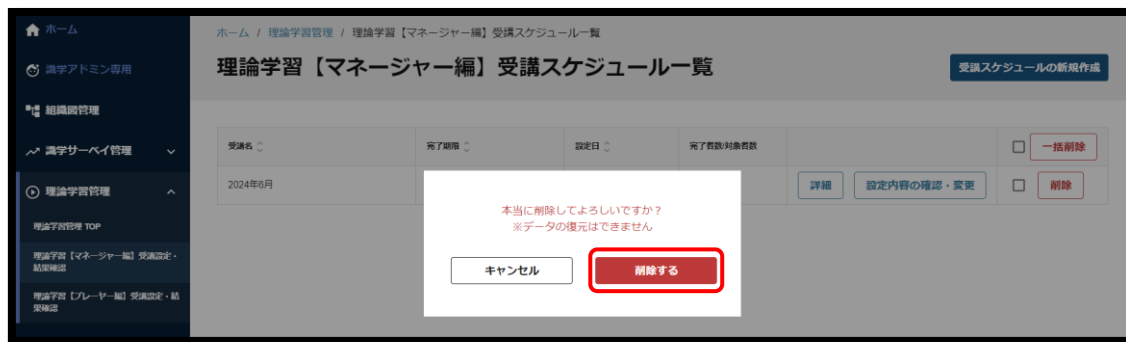 ホーム
識学アドミン専用
組織図管理
識学サーベイ管理
理論学習管理
理論学習管理 TOP
理論学習【マネージャー編】受講設定・
結果確認
理論学習【プレーヤー編】受講設定・結
果確認
ホーム / 理論学習管理 / 理論学習【マネージャー編】受講スケジュール一覧
理論学習【マネージャー編】受講スケジュール一覧
受講スケジュールの新規作成
受講名 完了期限 設定日 完了者数/対象者数 一括削除
2024年6月 詳細 設定内容の確認・変更 削除
本当に削除してよろしいですか？
※データの復元はできません
キャンセル 削除する